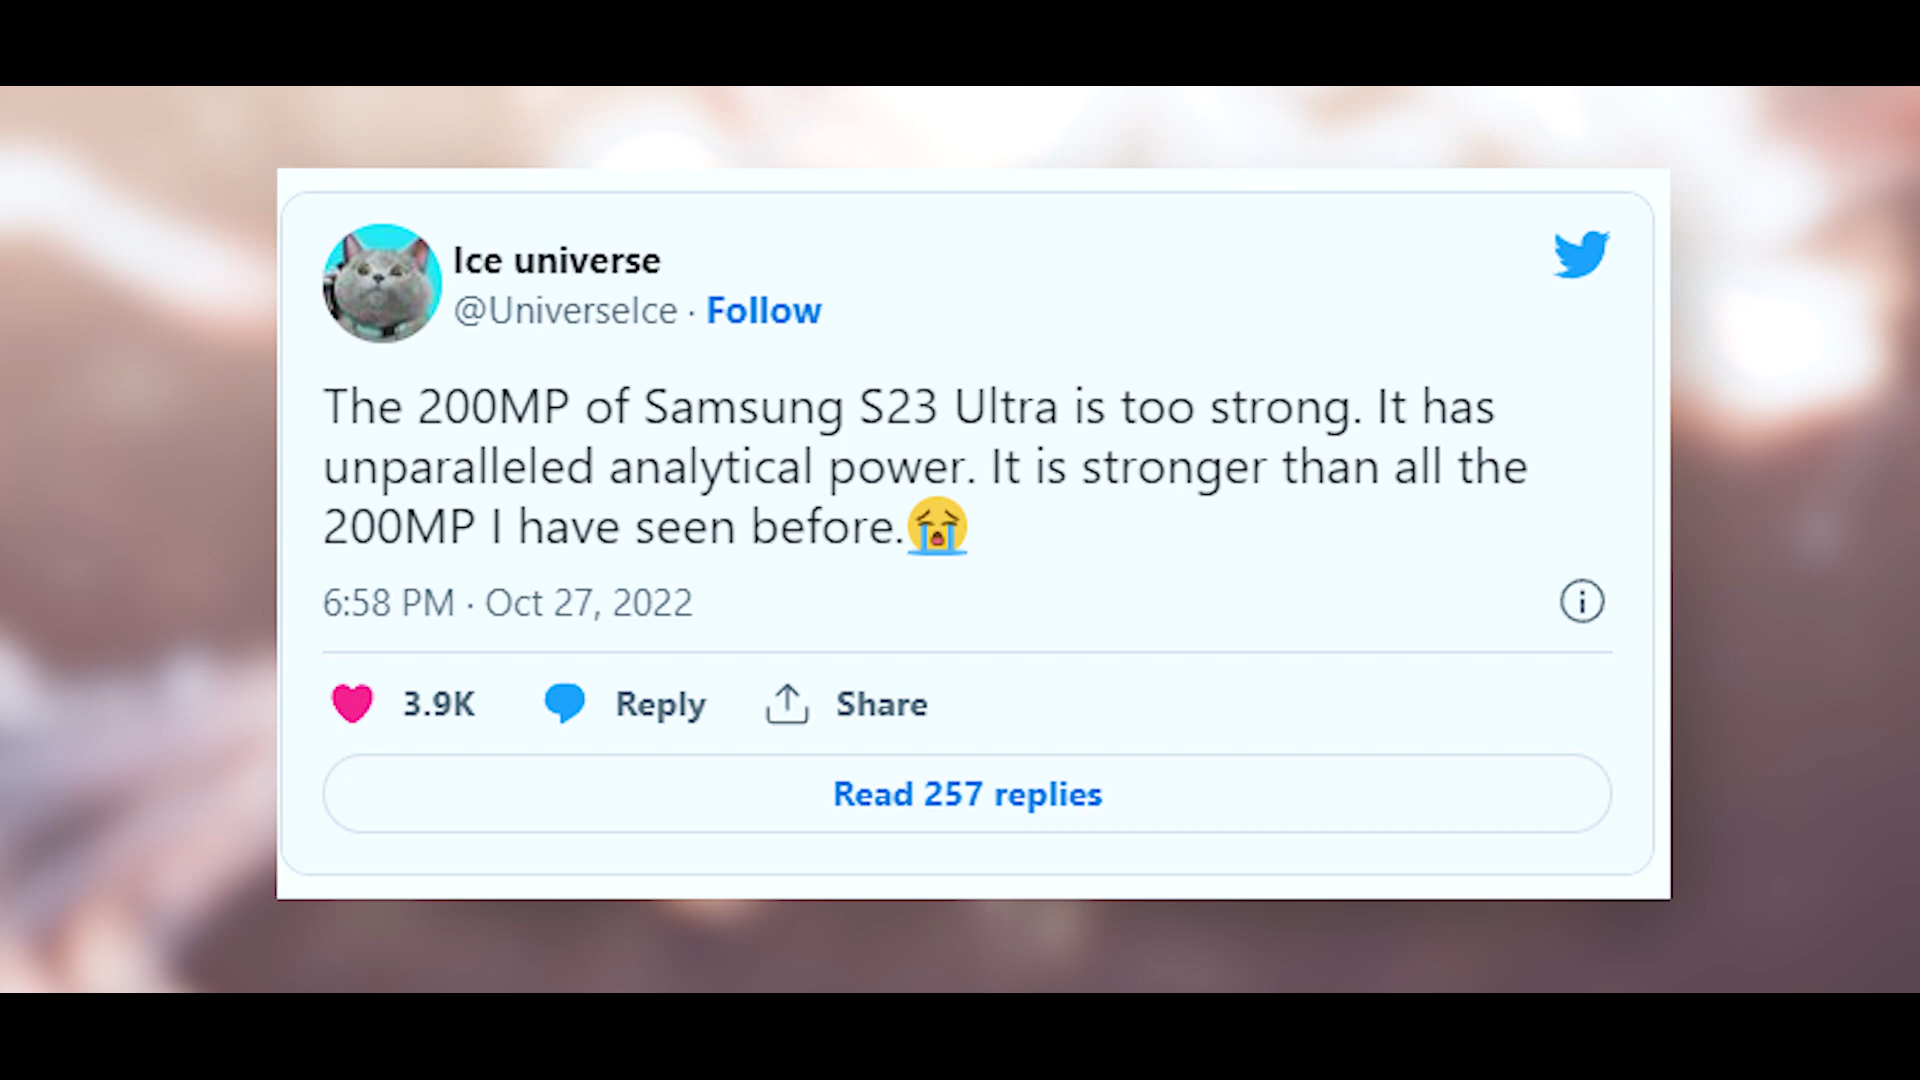 Ice universe
@UniverseIce · Follow
The 200MP of Samsung S23 Ultra is too strong. It has
unparalleled analytical power. It is stronger than all the
200MP I have seen before.😭
6:58 PM · Oct 27, 2022
3.9K Reply Share
Read 257 replies